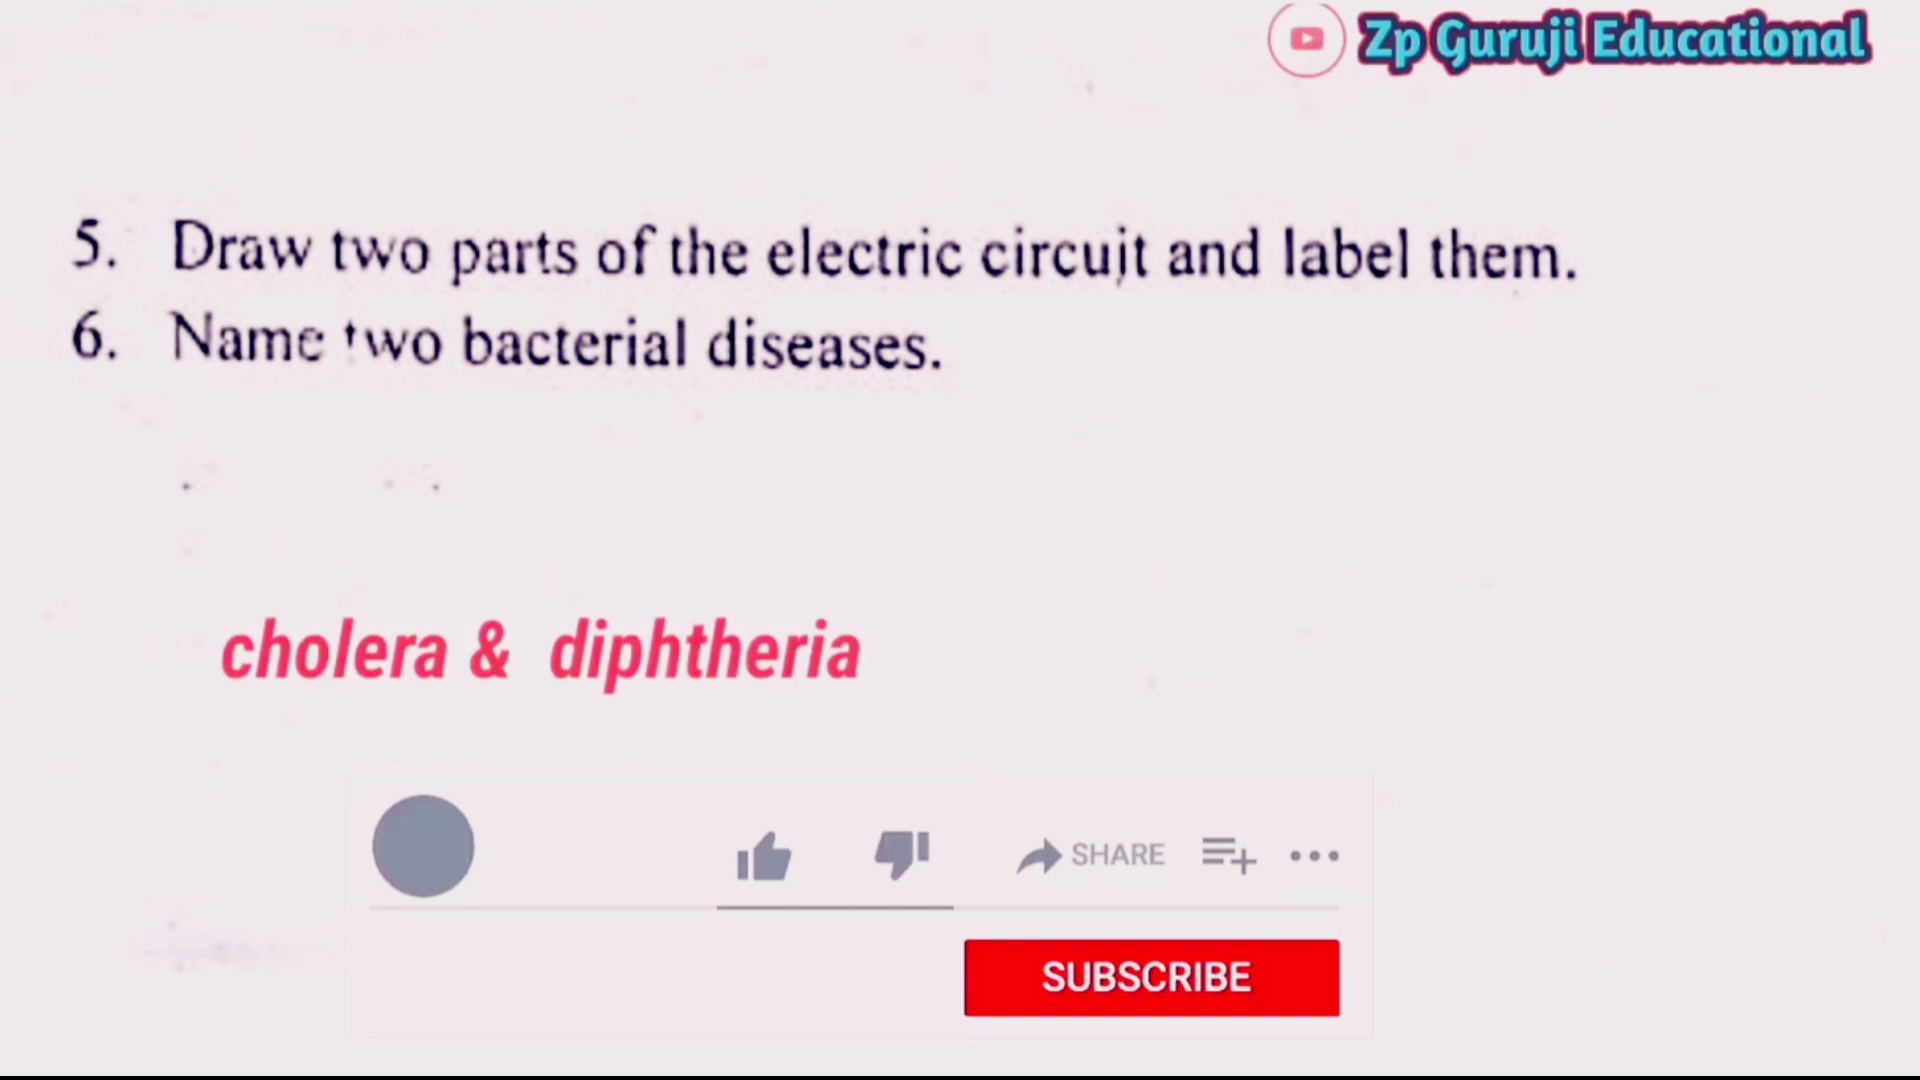 Zp Guruji Educational
5. Draw two parts of the electric circuit and label them.
6. Name two bacterial diseases.
cholera & diphtheria
SHARE
SUBSCRIBE